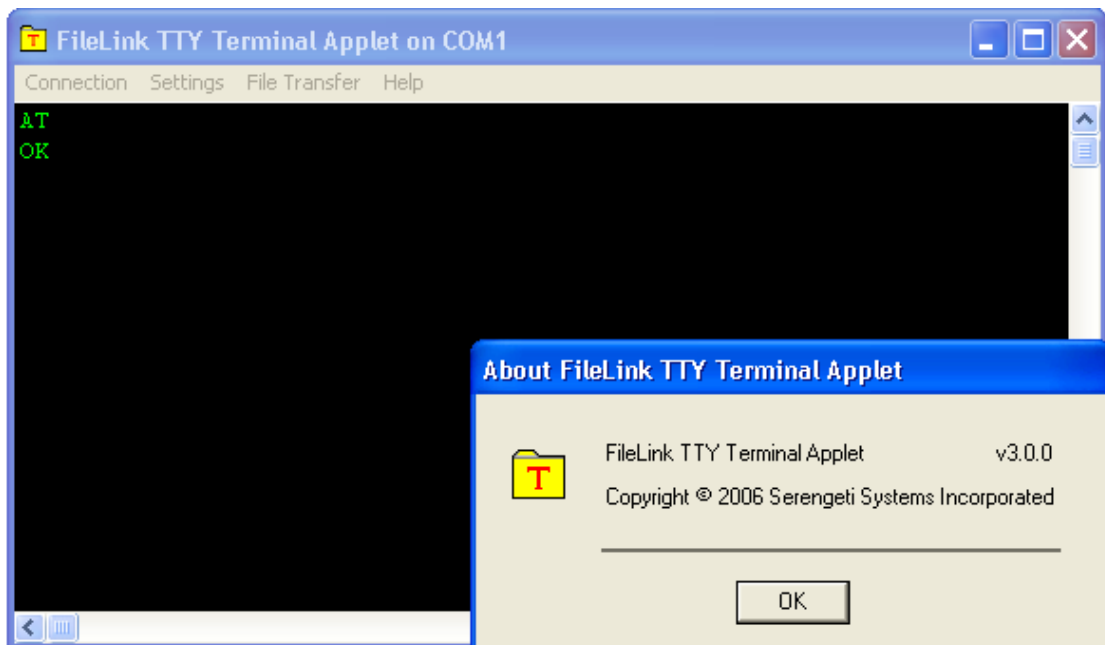 T FileLink TTY Terminal Applet on COM1
Connection Settings File Transfer Help
AT
OK
About FileLink TTY Terminal Applet
T
FileLink TTY Terminal Applet v3.0.0
Copyright © 2006 Serengeti Systems Incorporated
OK